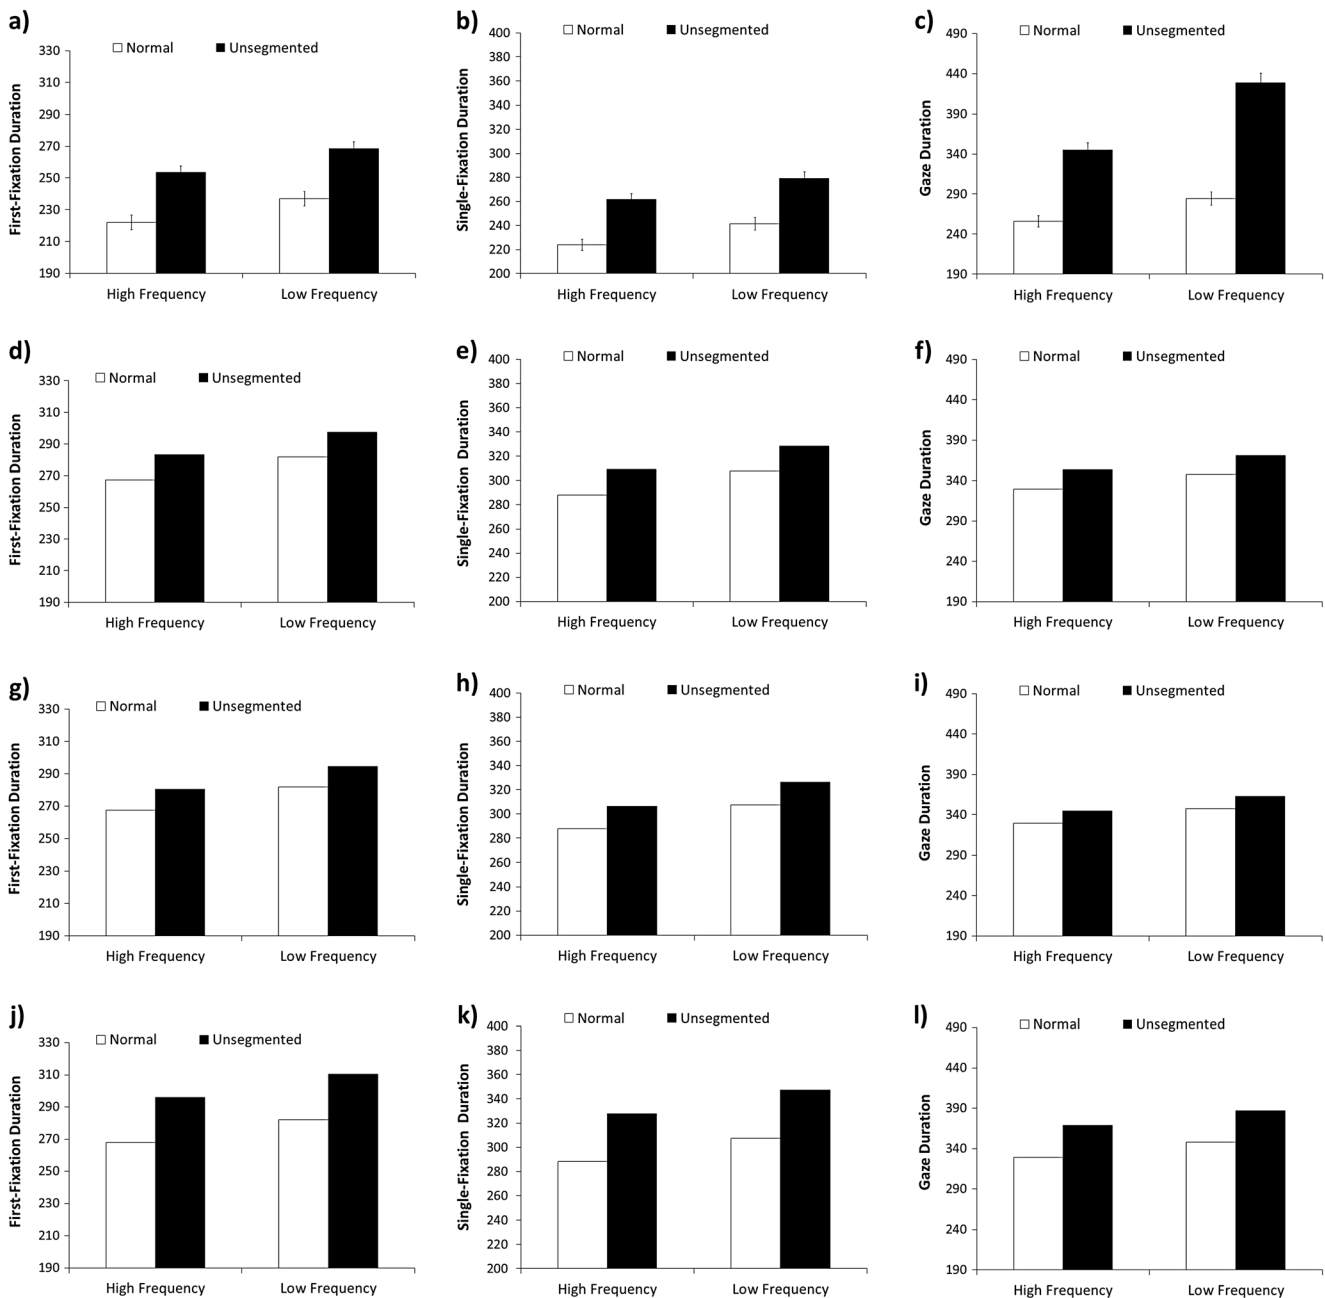 a)
Normal
Unsegmented
First-Fixation Duration
330
310
290
270
250
230
210
190
High Frequency
Low Frequency
b)
Normal
Unsegmented
Single-Fixation Duration
400
380
360
340
320
300
280
260
240
220
200
High Frequency
Low Frequency
c)
Normal
Unsegmented
Gaze Duration
490
440
390
340
290
240
190
High Frequency
Low Frequency
d)
Normal
Unsegmented
First-Fixation Duration
330
310
290
270
250
230
210
190
High Frequency
Low Frequency
e)
Normal
Unsegmented
Single-Fixation Duration
400
380
360
340
320
300
280
260
240
220
200
High Frequency
Low Frequency
f)
Normal
Unsegmented
Gaze Duration
490
440
390
340
290
240
190
High Frequency
Low Frequency
g)
Normal
Unsegmented
First-Fixation Duration
330
310
290
270
250
230
210
190
High Frequency
Low Frequency
h)
Normal
Unsegmented
Single-Fixation Duration
400
380
360
340
320
300
280
260
240
220
200
High Frequency
Low Frequency
i)
Normal
Unsegmented
Gaze Duration
490
440
390
340
290
240
190
High Frequency
Low Frequency
j)
Normal
Unsegmented
First-Fixation Duration
330
310
290
270
250
230
210
190
High Frequency
Low Frequency
k)
Normal
Unsegmented
Single-Fixation Duration
400
380
360
340
320
300
280
260
240
220
200
High Frequency
Low Frequency
l)
Normal
Unsegmented
Gaze Duration
490
440
390
340
290
240
190
High Frequency
Low Frequency